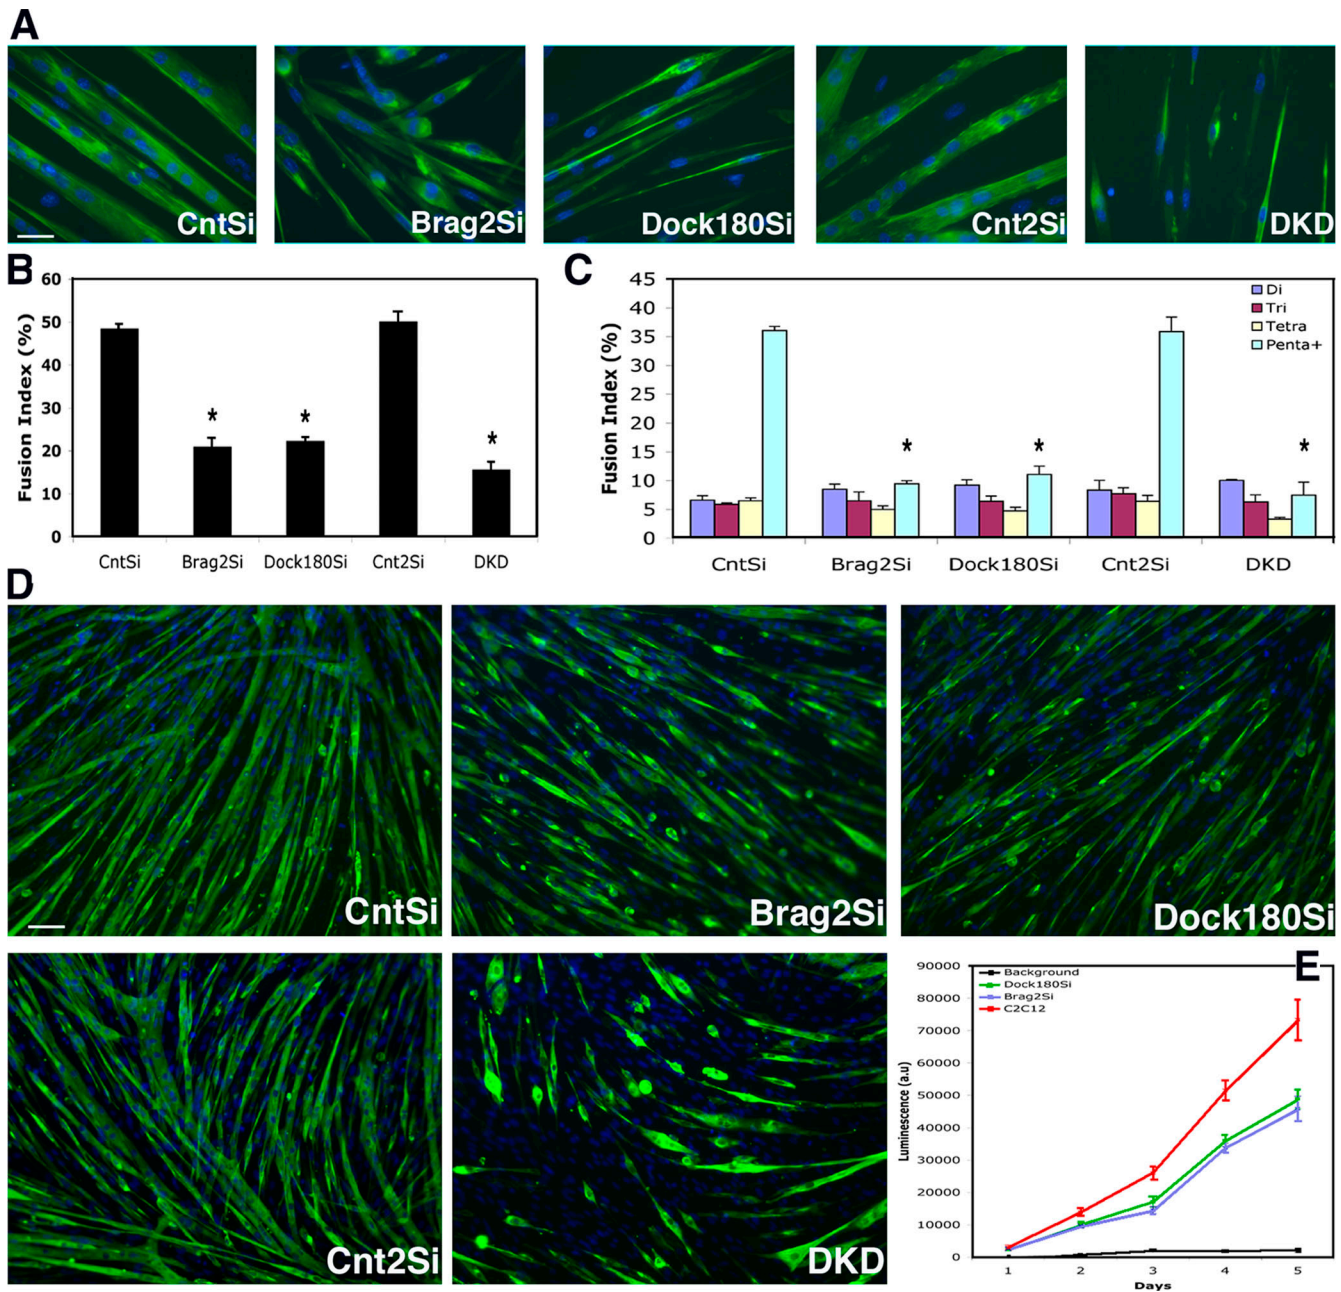 A
CntSi
Brag2Si
Dock180Si
Cnt2Si
DKD
B
60
50
40
30
20
10
0
Fusion Index (%)
*
*
*
CntSi
Brag2Si
Dock180Si
Cnt2Si
DKD
C
45
40
35
30
25
20
15
10
5
0
Fusion Index (%)
Di
Tri
Tetra
Penta+
*
*
*
CntSi
Brag2Si
Dock180Si
Cnt2Si
DKD
D
CntSi
Brag2Si
Dock180Si
Cnt2Si
DKD
E
90000
80000
70000
60000
50000
40000
30000
20000
10000
0
Luminescence (a.u)
Background
Dock180Si
Brag2Si
C2C12
1 2 3 4 5
Days